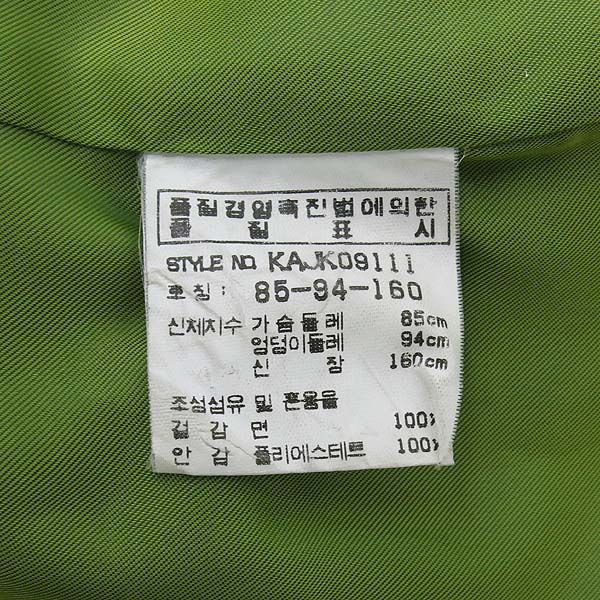 품질경영촉진법에의한
품 질 표 시
STYLE NO. KAJK09111
호칭: 85-94-160
신체치수 가슴둘레 85cm
엉덩이둘레 94cm
신 장 160cm
조성섬유 및 혼용율
겉 감 면 100%
안 감 폴리에스테르 100%